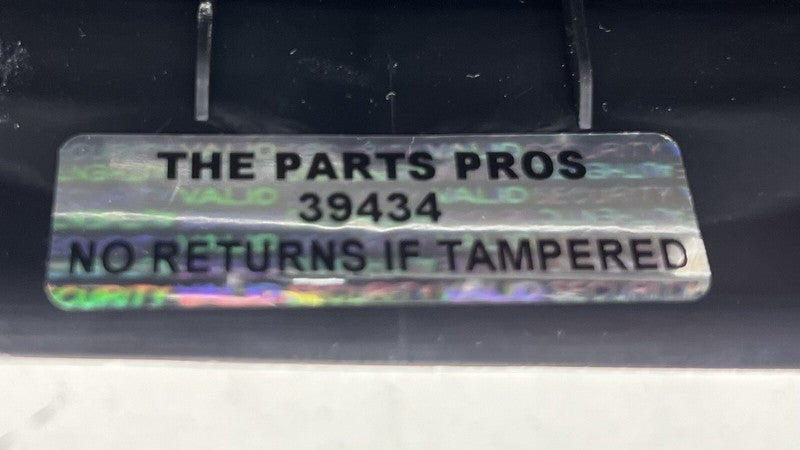 THE PARTS PROS
39434
NO RETURNS IF TAMPERED